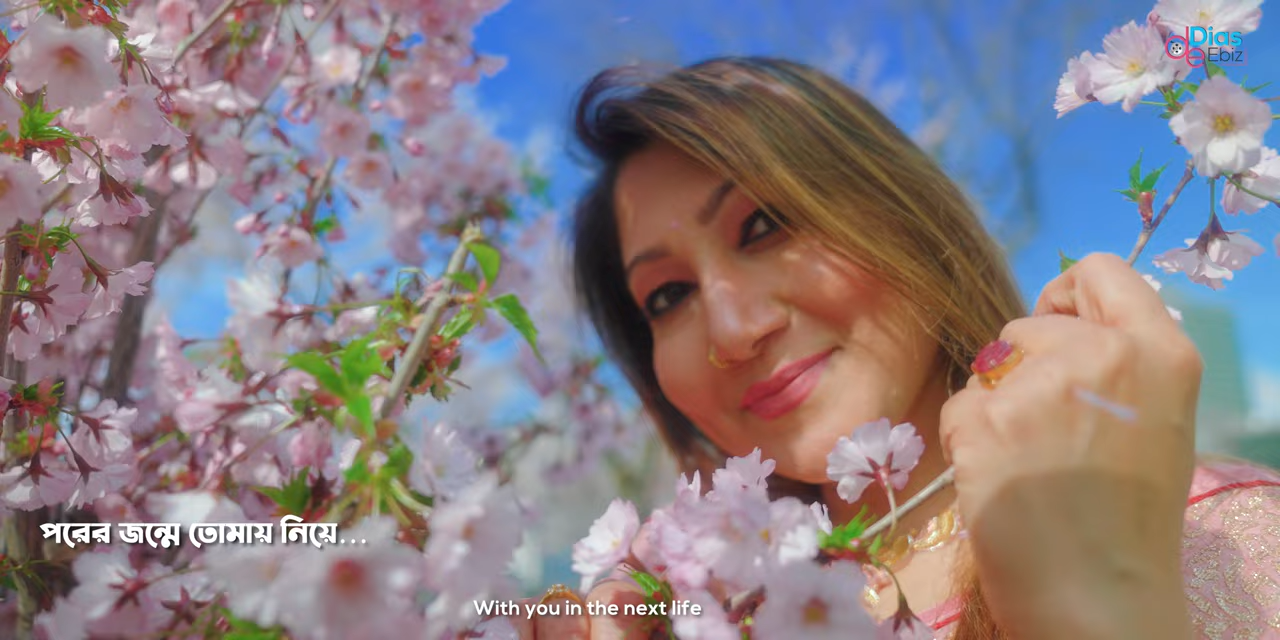 Dias
Ebiz
পরের জন্মে তোমায় নিয়ে...
With you in the next life